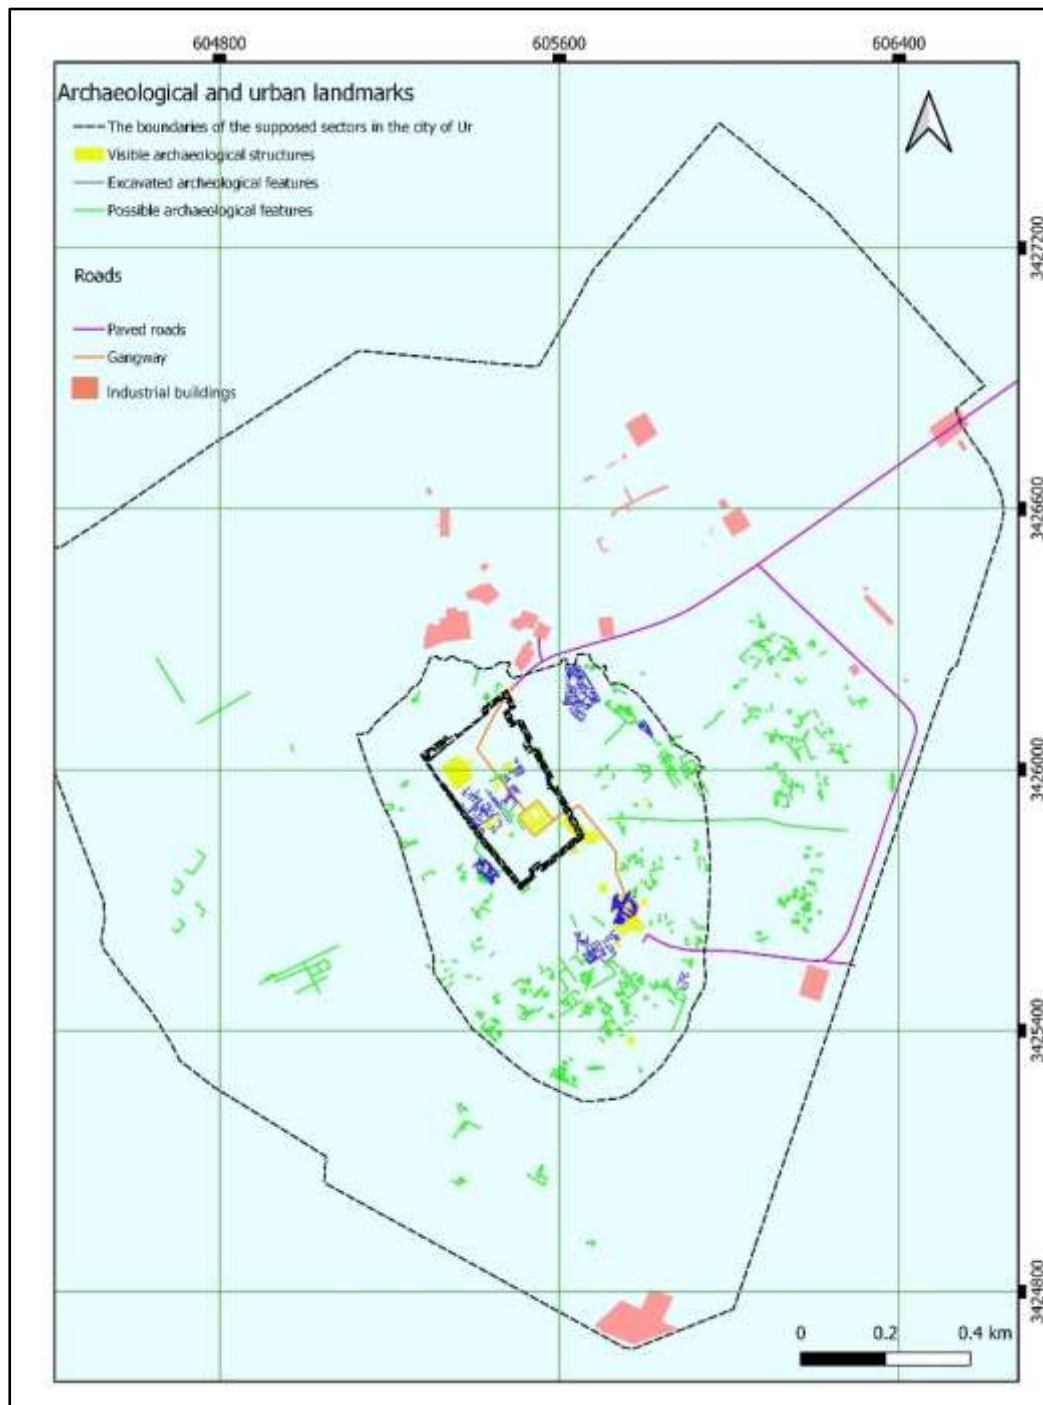 604800 605600 606400
Archaeological and urban landmarks
The boundaries of the supposed sectors in the city of Ur
Visible archaeological structures
Excavated archeological features
Possible archaeological features
Roads
Paved roads
Gangway
Industrial buildings
3427200
3426600
3426000
3425400
3424800
0 0.2 0.4 km